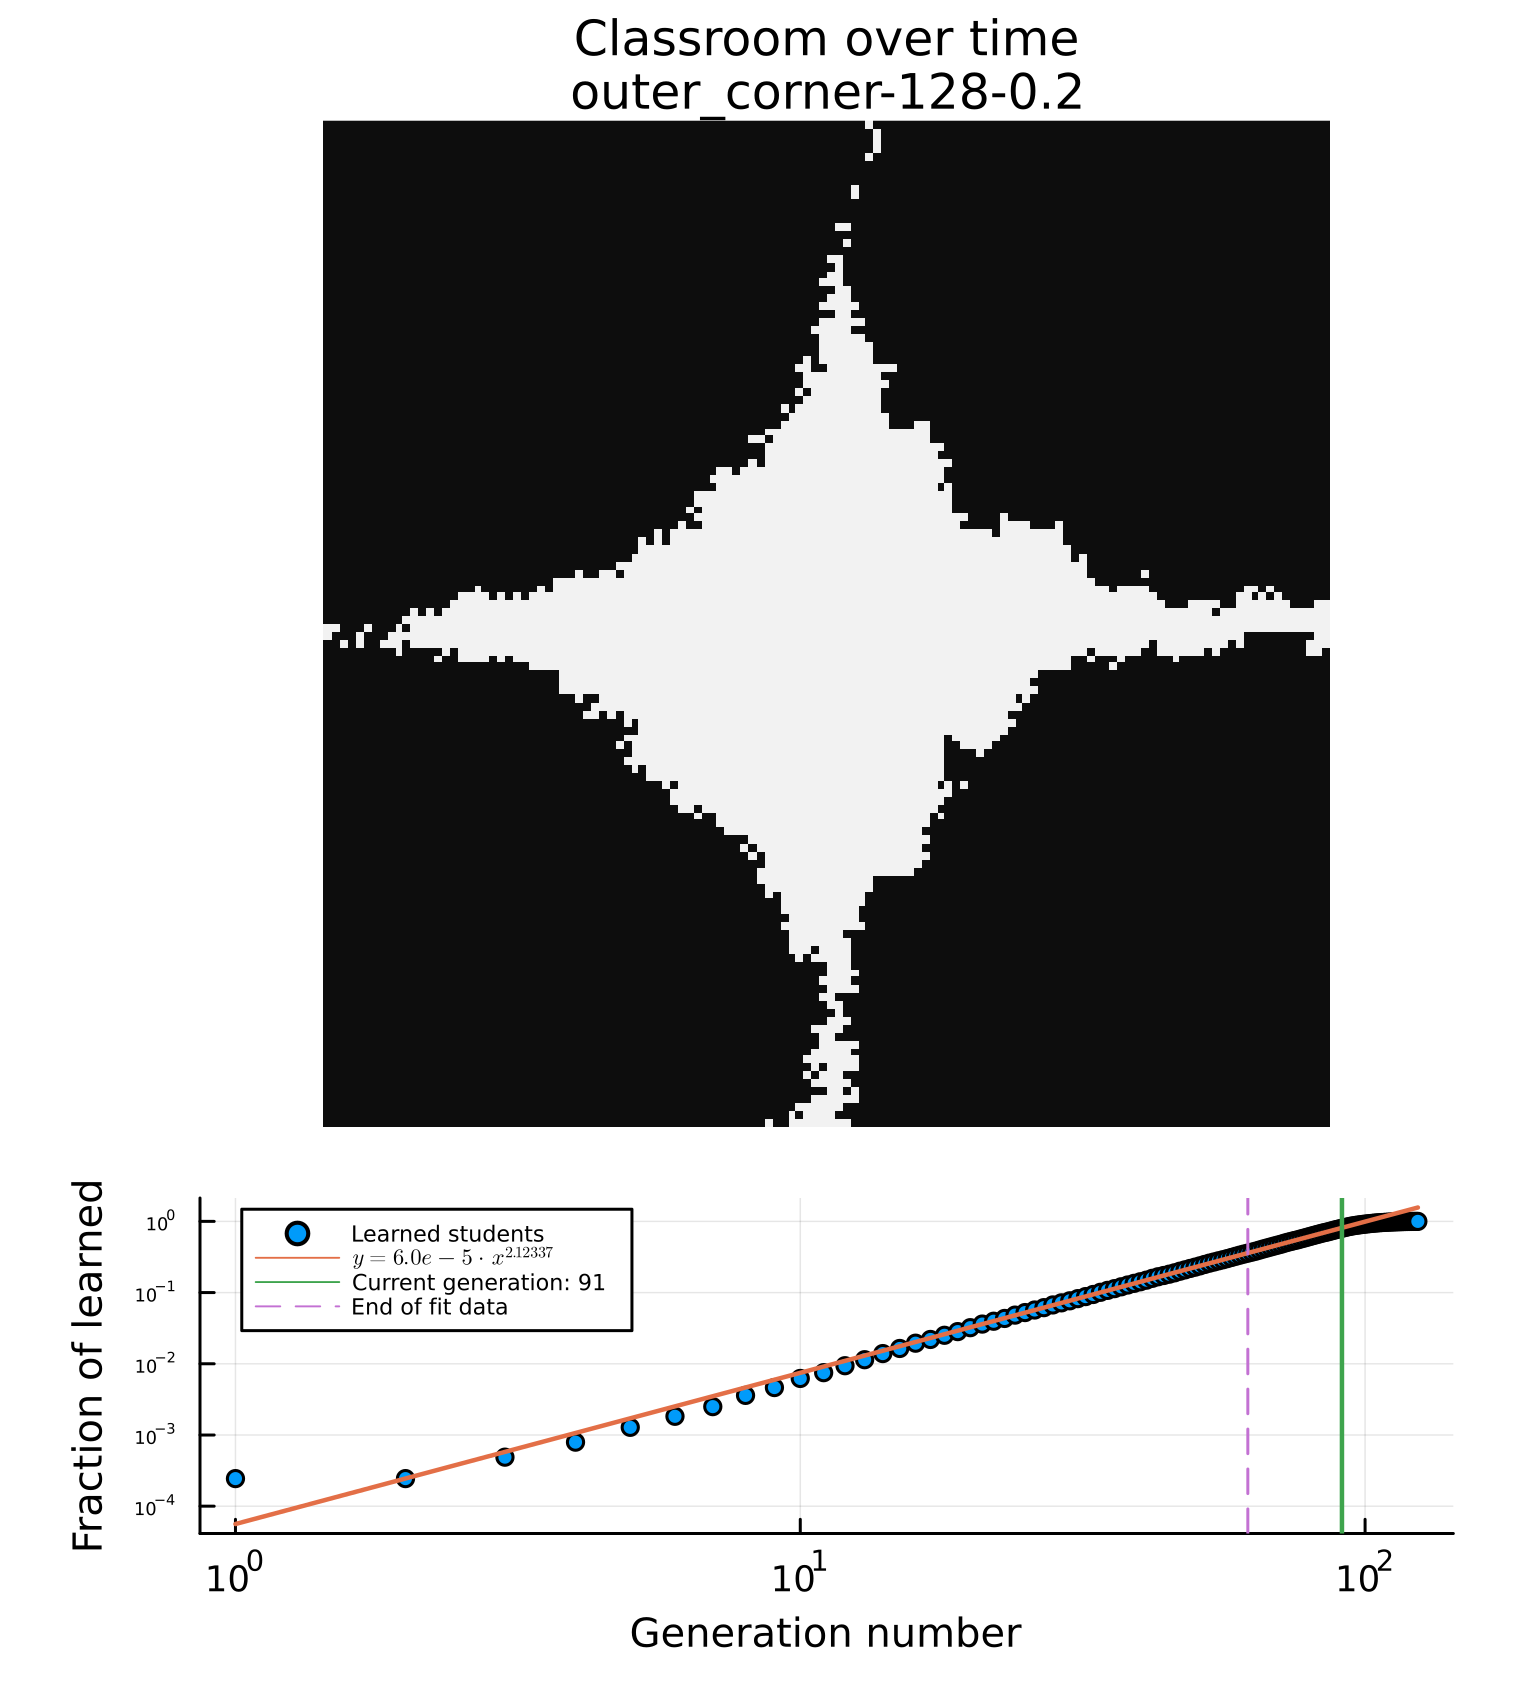 Classroom over time
outer_corner-128-0.2
Fraction of learned
10^0
10^-1
10^-2
10^-3
10^-4
Learned students
y = 6.0e − 5 · x^2.12337
Current generation: 91
End of fit data
10^0 10^1 10^2
Generation number